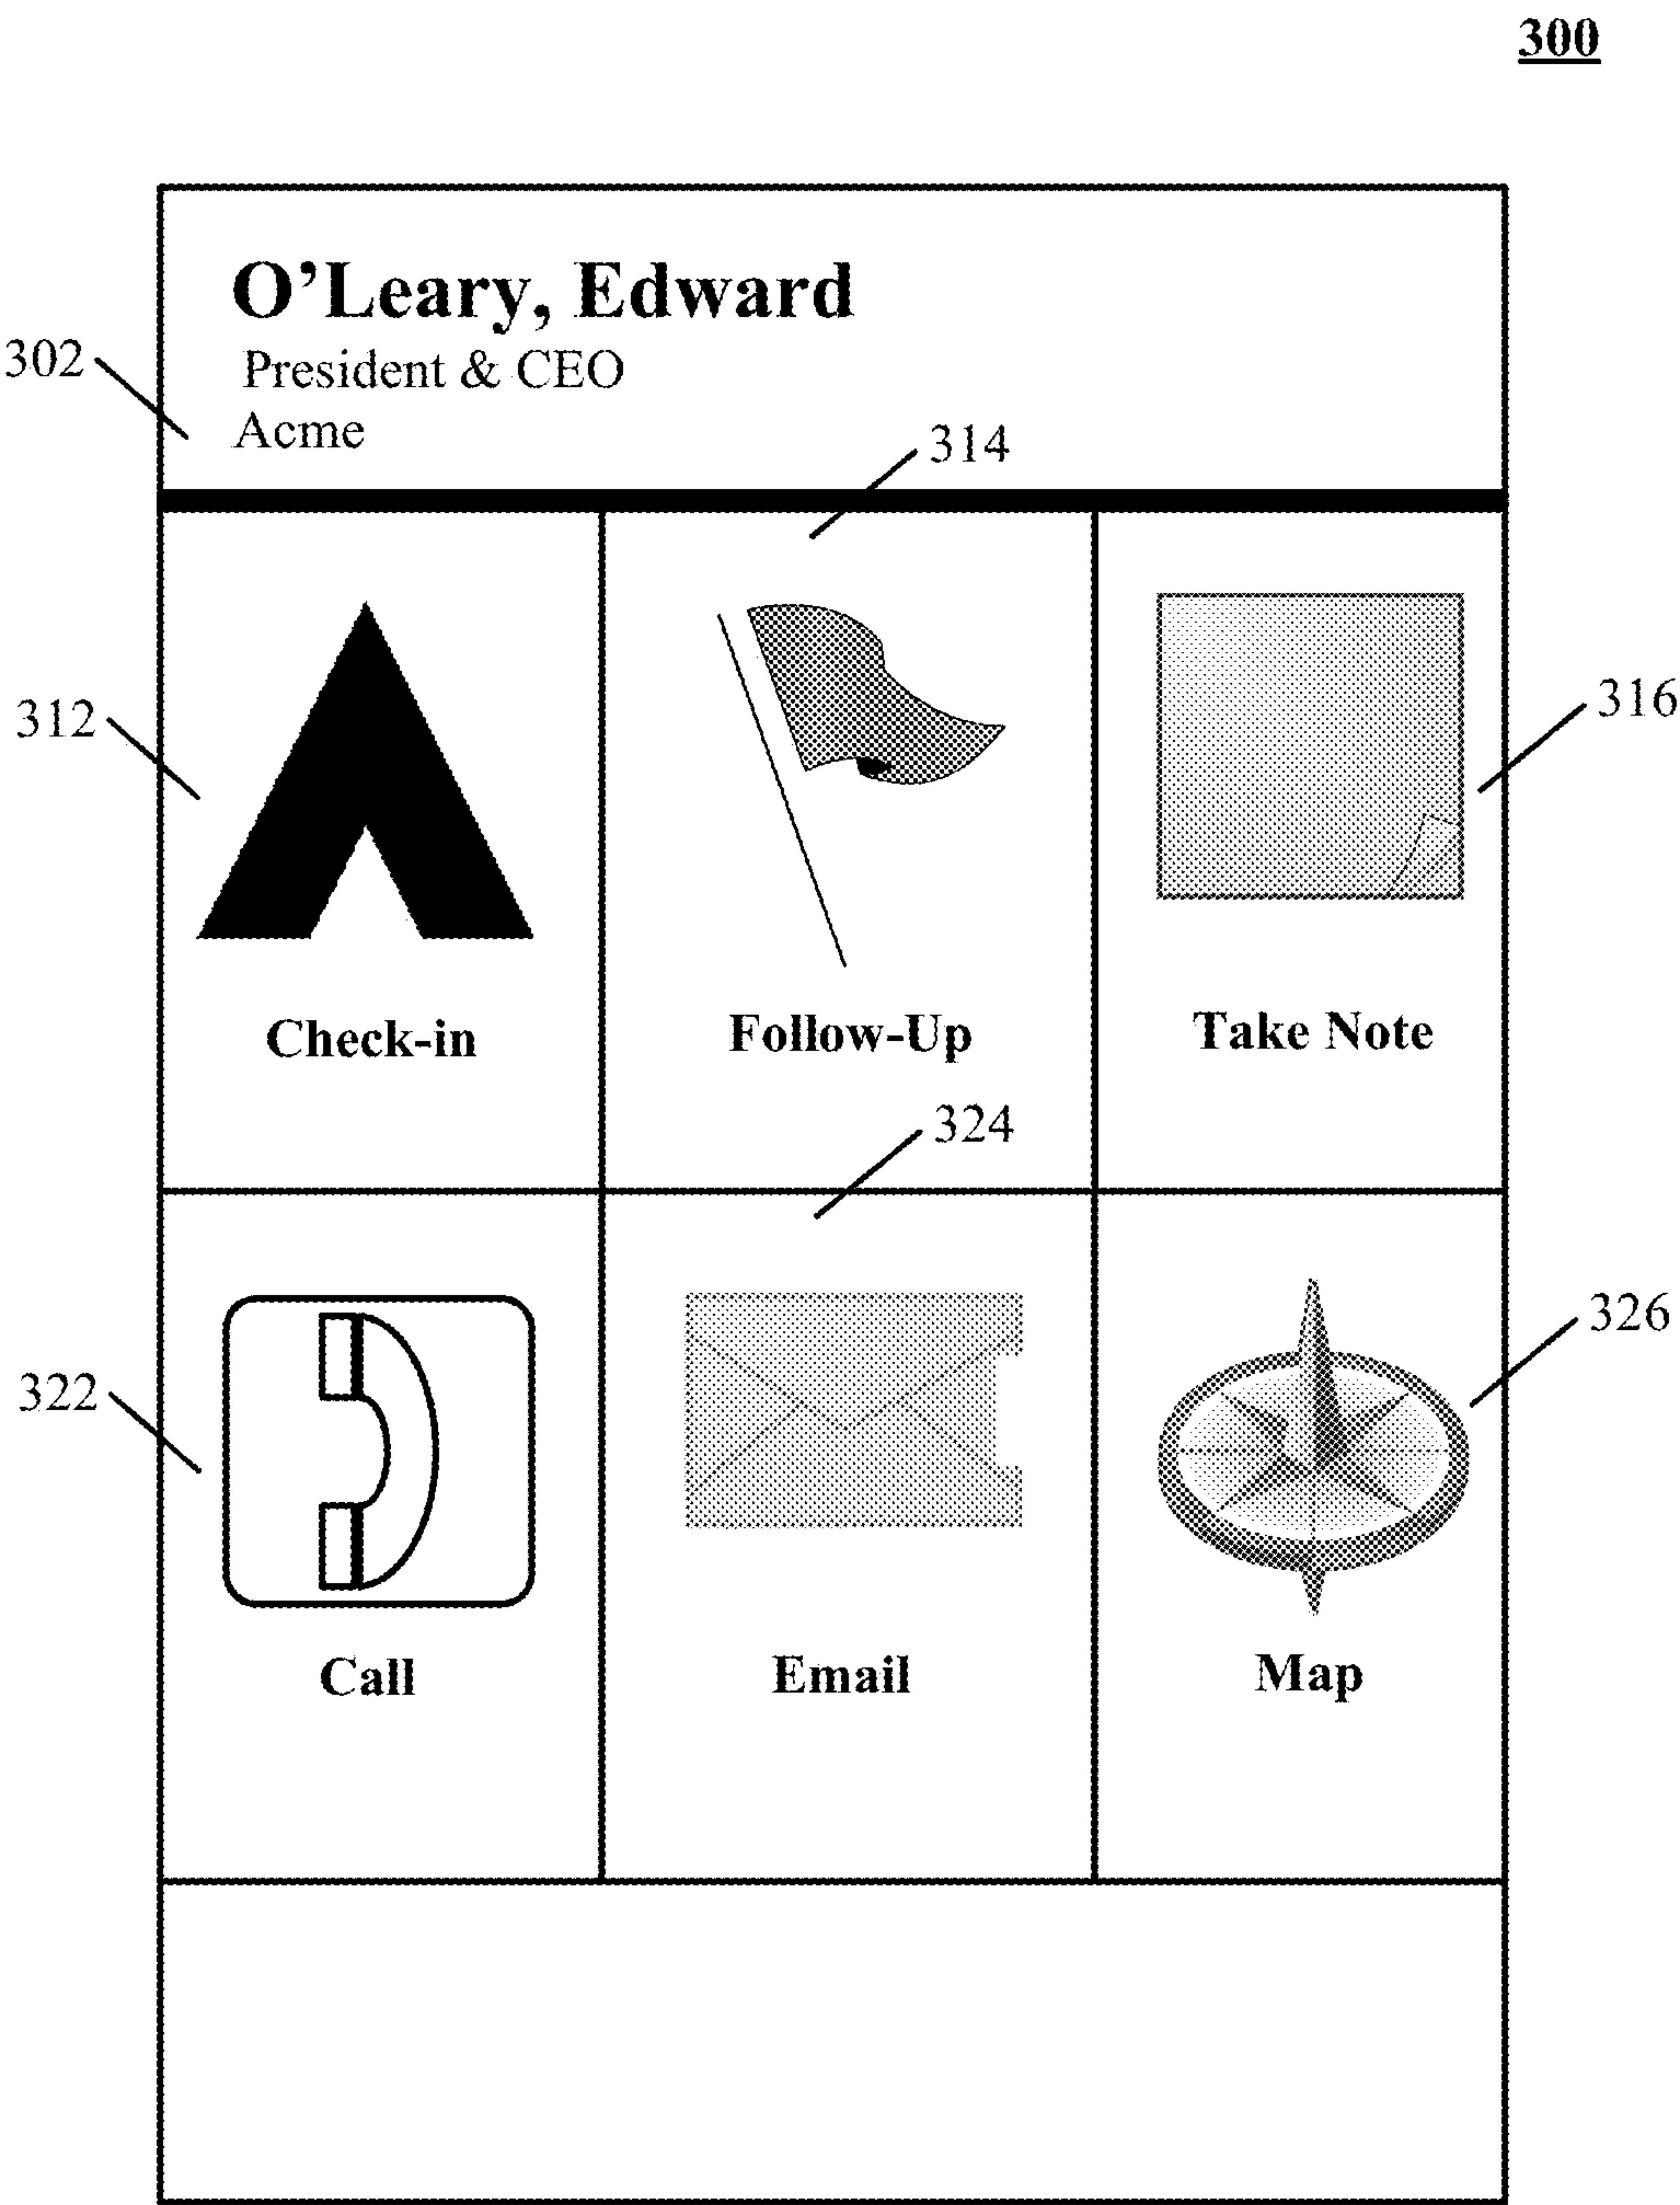 300
O’Leary, Edward
302
President & CEO
Acme
314
312
316
Check-in
Follow-Up
Take Note
324
322
326
Call
Email
Map